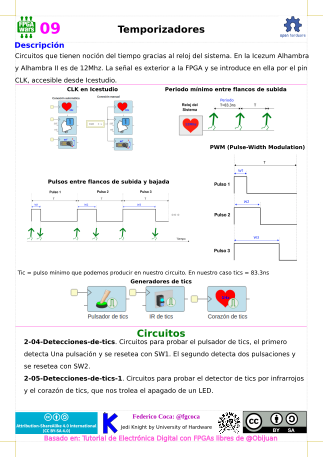 FPGA
WARS
09
Temporizadores
open hardware
Descripción
Circuitos que tienen noción del tiempo gracias al reloj del sistema. En la Icezum Alhambra
y Alhambra II es de 12Mhz. La señal es exterior a la FPGA y se introduce en ella por el pin
CLK, accesible desde Icestudio.
CLK en Icestudio
Periodo mínimo entre flancos de subida
Reloj del
Sistema
Periodo
T=83.3ns
T
PWM (Pulse-Width Modulation)
T
Pulso 1
Pulso 2
Pulso 3
Pulsos entre flancos de subida y bajada
Pulso 1
Pulso 2
Pulso 3
Tic = pulso mínimo que podemos producir en nuestro circuito. En nuestro caso tics = 83.3ns
Generadores de tics
Pulsador de tics
IR de tics
Corazón de tics
Circuitos
2-04-Detecciones-de-tics. Circuitos para probar el pulsador de tics, el primero
detecta Una pulsación y se resetea con SW1. El segundo detecta dos pulsaciones y
se resetea con SW2.
2-05-Detecciones-de-tics-1. Circuitos para probar el detector de tics por infrarrojos
y el corazón de tics, que nos trolea el apagado de un LED.
Attribution-ShareAlike 4.0 International
(CC BY-SA 4.0)
Federico Coca: @fgcoca
Jedi Knight by University of Hardware
CC
BY SA
Basado en: Tutorial de Electrónica Digital con FPGAs libres de @Obijuan